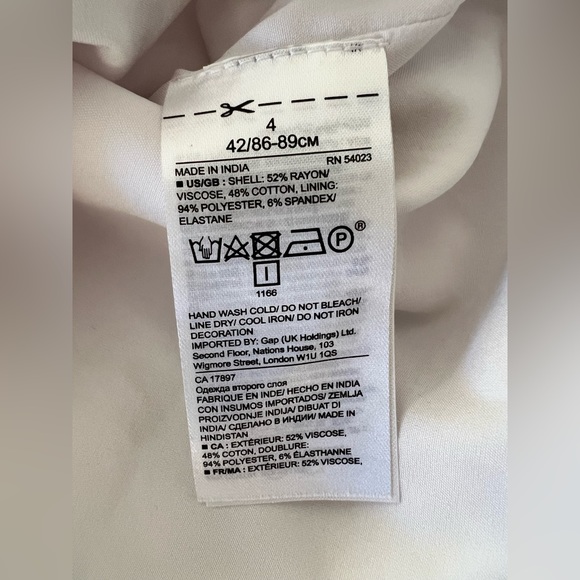 4
42/86-89CM
MADE IN INDIA RN 54023
■ US/GB : SHELL: 52% RAYON/
VISCOSE, 48% COTTON, LINING:
94% POLYESTER, 6% SPANDEX/
ELASTANE
P ®
1166
HAND WASH COLD/ DO NOT BLEACH/
LINE DRY/ COOL IRON/ DO NOT IRON
DECORATION
IMPORTED BY: Gap (UK Holdings) Ltd.
Second Floor, Nations House, 103
Wigmore Street, London W1U 1QS
CA 17897
Одежда второго слоя
FABRIQUÉ EN INDE/ HECHO EN INDIA
CON INSUMOS IMPORTADOS/ ZEMLJA
PROIZVODNJE INDIJA/ DIBUAT DI
INDIA/ СДЕЛАНО В ИНДИИ/ MADE IN
HINDISTAN
■ CA : EXTÉRIEUR: 52% VISCOSE,
48% COTON, DOUBLURE:
94% POLYESTER, 6% ÉLASTHANNE
■ FR/MA : EXTÉRIEUR: 52% VISCOSE,